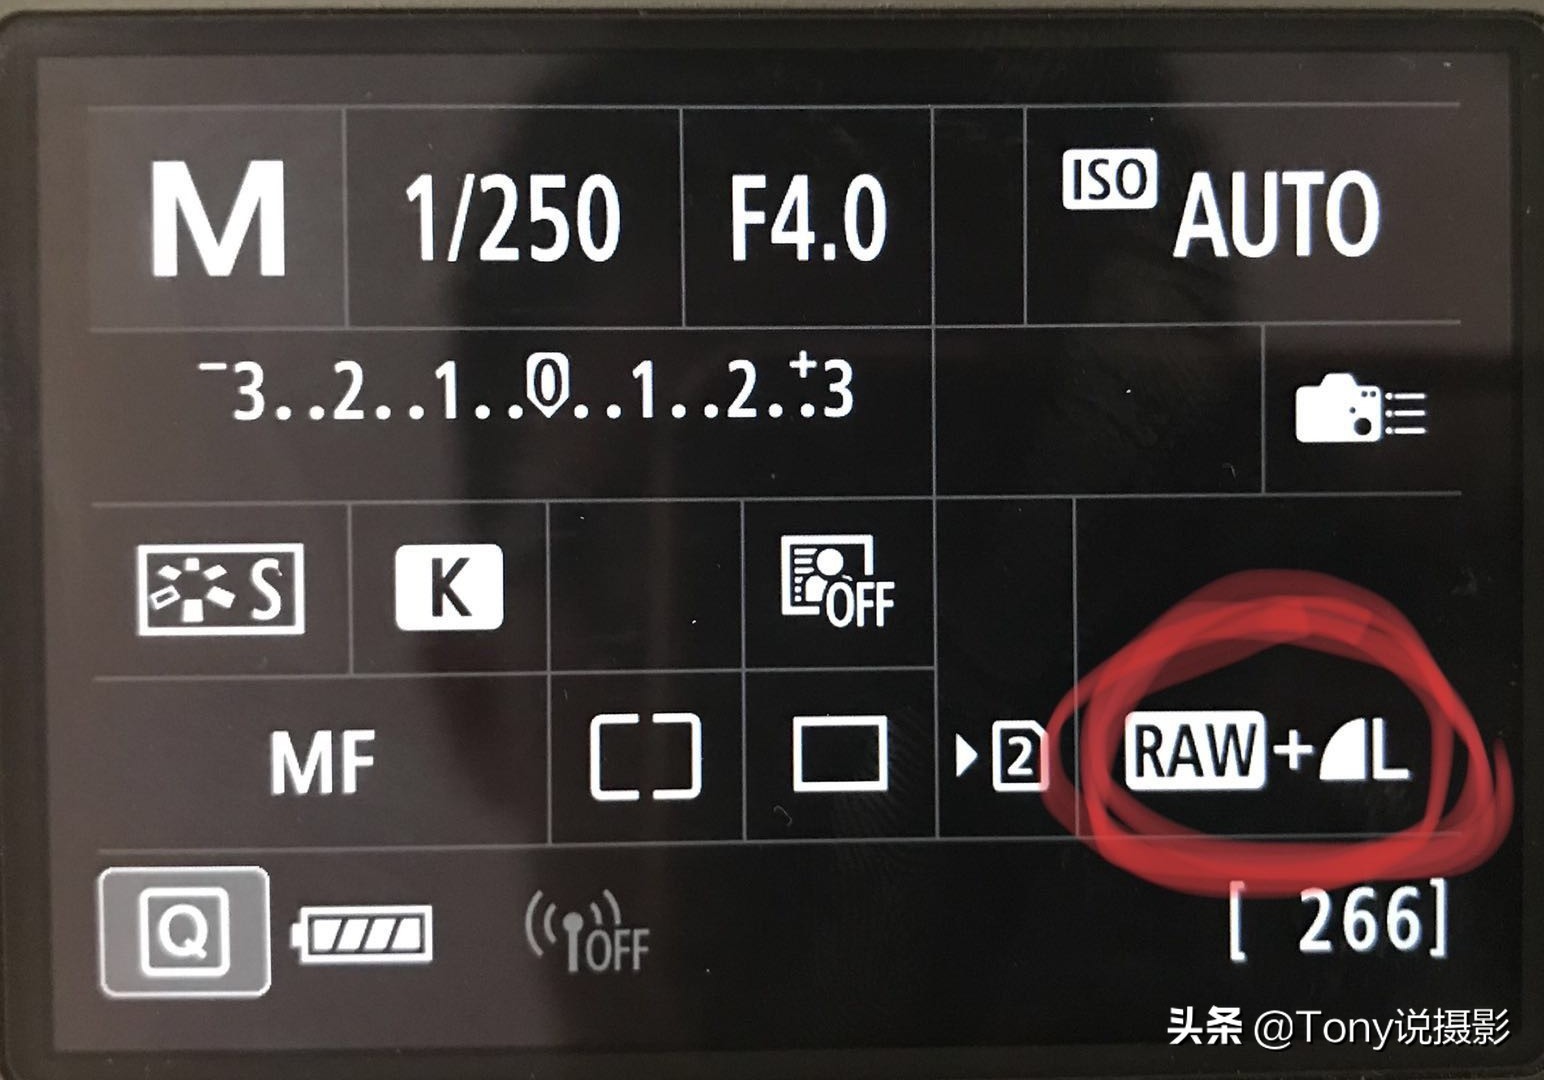 M 1/250 F4.0 ISO AUTO
-3..2..1..0..1..2..+3
S K OFF
MF 2 RAW+L
Q OFF [ 266]
头条 @Tony说摄影